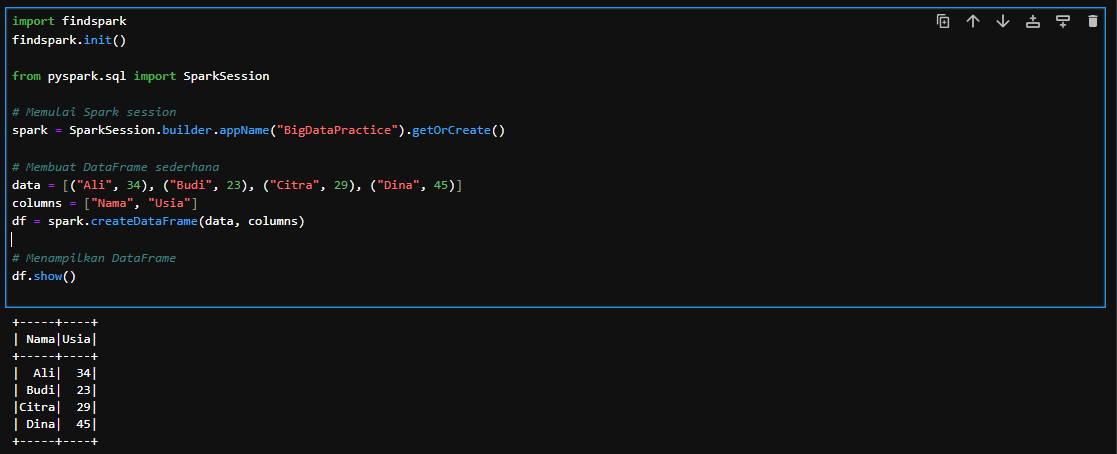 import findspark
findspark.init()
from pyspark.sql import SparkSession
# Memulai Spark session
spark = SparkSession.builder.appName("BigDataPractice").getOrCreate()
# Membuat DataFrame sederhana
data = [("Ali", 34), ("Budi", 23), ("Citra", 29), ("Dina", 45)]
columns = ["Nama", "Usia"]
df = spark.createDataFrame(data, columns)
# Menampilkan DataFrame
df.show()
+-----+----+
| Nama|Usia|
+-----+----+
|  Ali|  34|
| Budi|  23|
|Citra|  29|
| Dina|  45|
+-----+----+